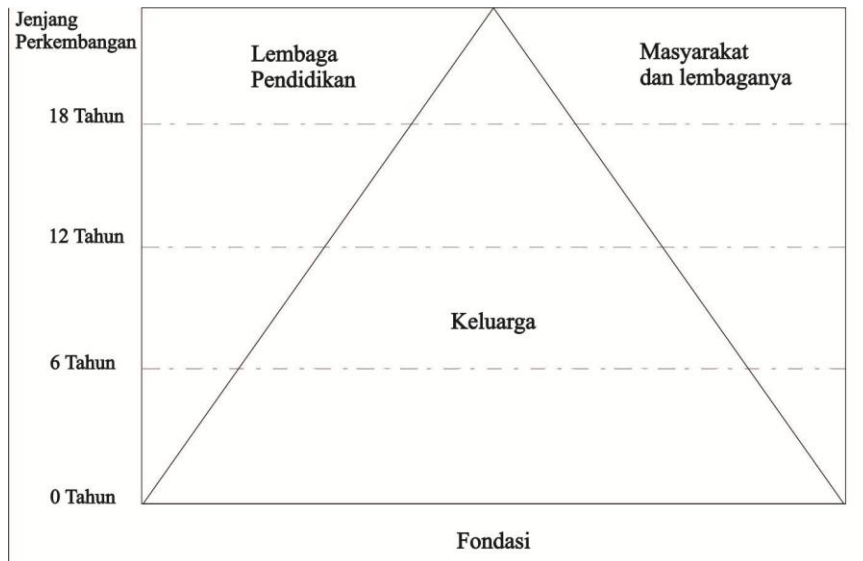 Jenjang
Perkembangan
Lembaga
Pendidikan
Masyarakat
dan lembaganya
18 Tahun
12 Tahun
Keluarga
6 Tahun
0 Tahun
Fondasi